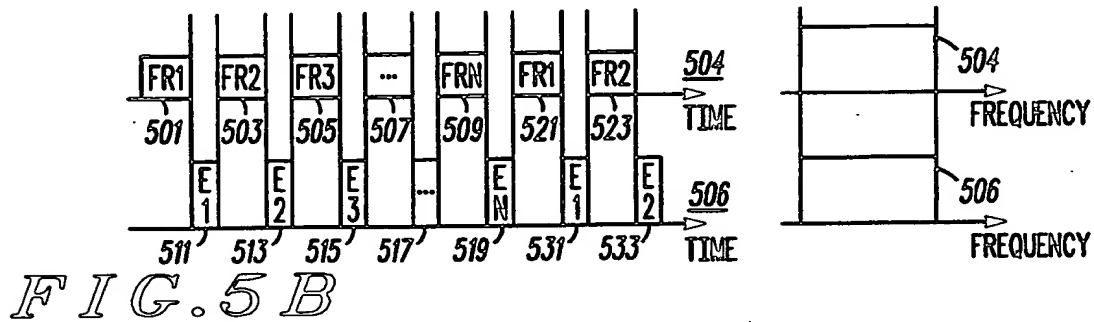 FR1 FR2 FR3 ... FRN FR1 FR2 504
501 503 505 507 509 521 523 TIME
504
FREQUENCY
E1 E2 E3 ... EN E1 E2 506
511 513 515 517 519 531 533 TIME
506
FREQUENCY
FIG.5B